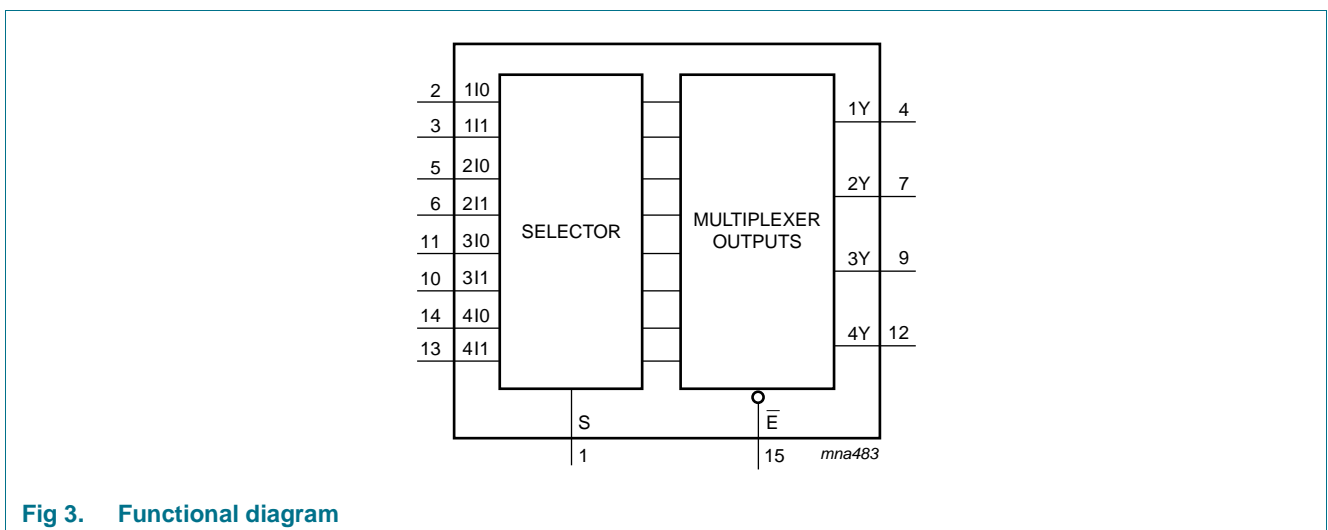 2 1I0
3 1I1
5 2I0
6 2I1
11 3I0
10 3I1
14 4I0
13 4I1
SELECTOR
MULTIPLEXER
OUTPUTS
1Y 4
2Y 7
3Y 9
4Y 12
S
1
E̅
15
mna483
Fig 3. Functional diagram